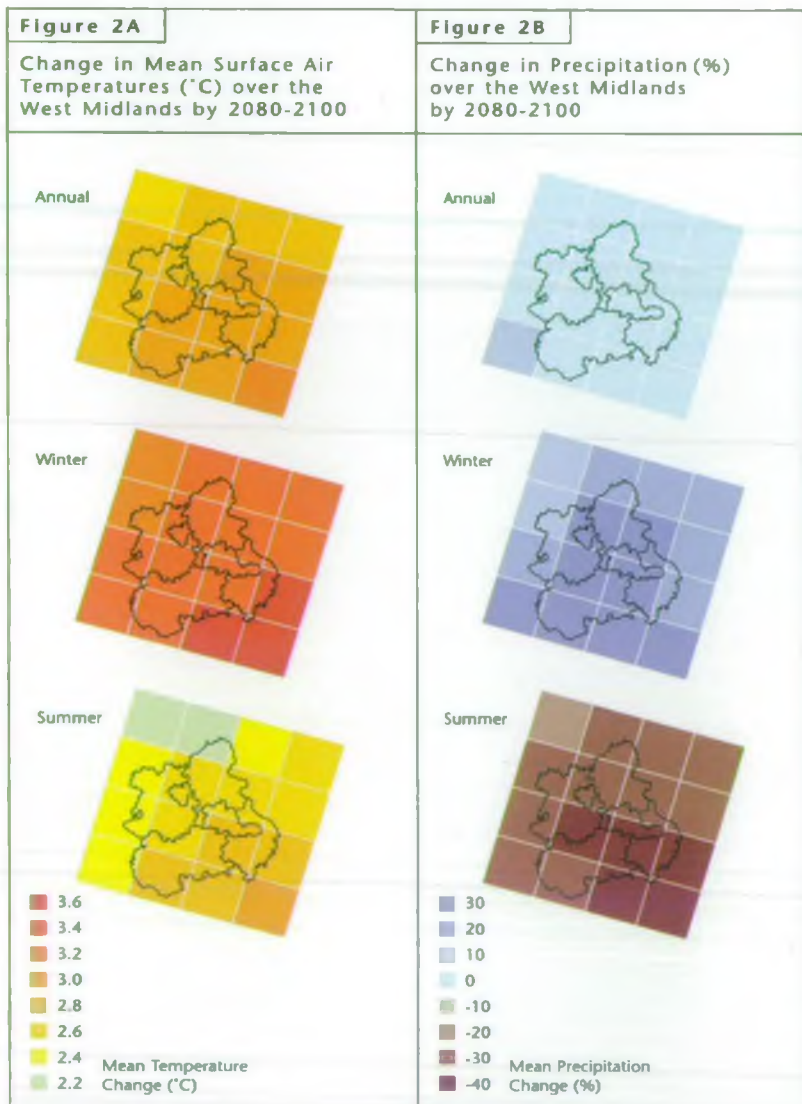 Figure 2A
Change in Mean Surface Air
Temperatures (°C) over the
West Midlands by 2080-2100
Annual
Winter
Summer
3.6
3.4
3.2
3.0
2.8
2.6
2.4
2.2
Mean Temperature
Change (°C)
Figure 2B
Change in Precipitation (%)
over the West Midlands
by 2080-2100
Annual
Winter
Summer
30
20
10
0
-10
-20
-30
-40
Mean Precipitation
Change (%)